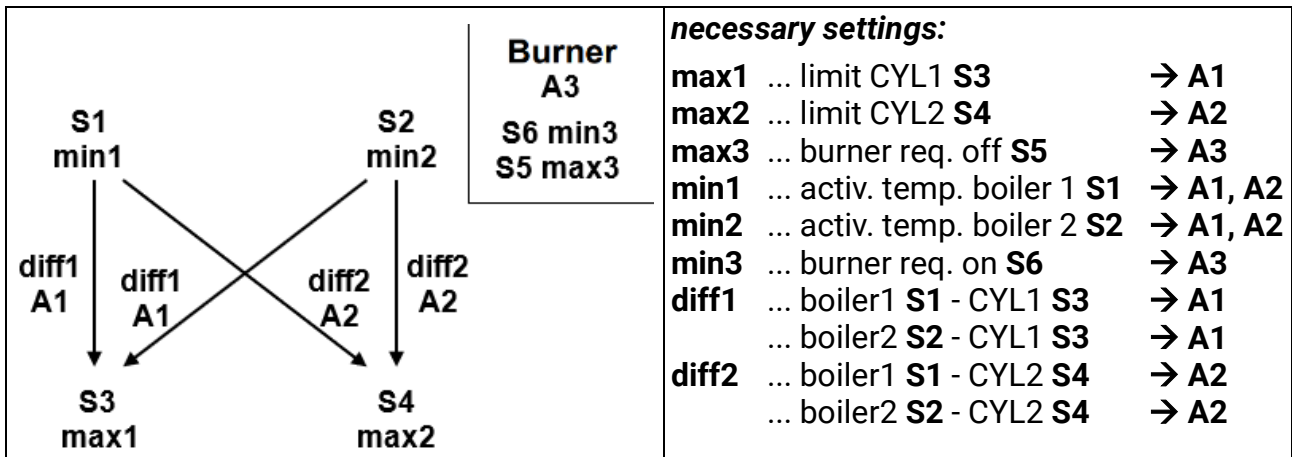 Burner
A3
S6 min3
S5 max3
S1
min1
S2
min2
diff1
A1
diff1
A1
diff2
A2
diff2
A2
S3
max1
S4
max2
necessary settings:
max1 ... limit CYL1 S3 → A1
max2 ... limit CYL2 S4 → A2
max3 ... burner req. off S5 → A3
min1 ... activ. temp. boiler 1 S1 → A1, A2
min2 ... activ. temp. boiler 2 S2 → A1, A2
min3 ... burner req. on S6 → A3
diff1 ... boiler1 S1 - CYL1 S3 → A1
... boiler2 S2 - CYL1 S3 → A1
diff2 ... boiler1 S1 - CYL2 S4 → A2
... boiler2 S2 - CYL2 S4 → A2